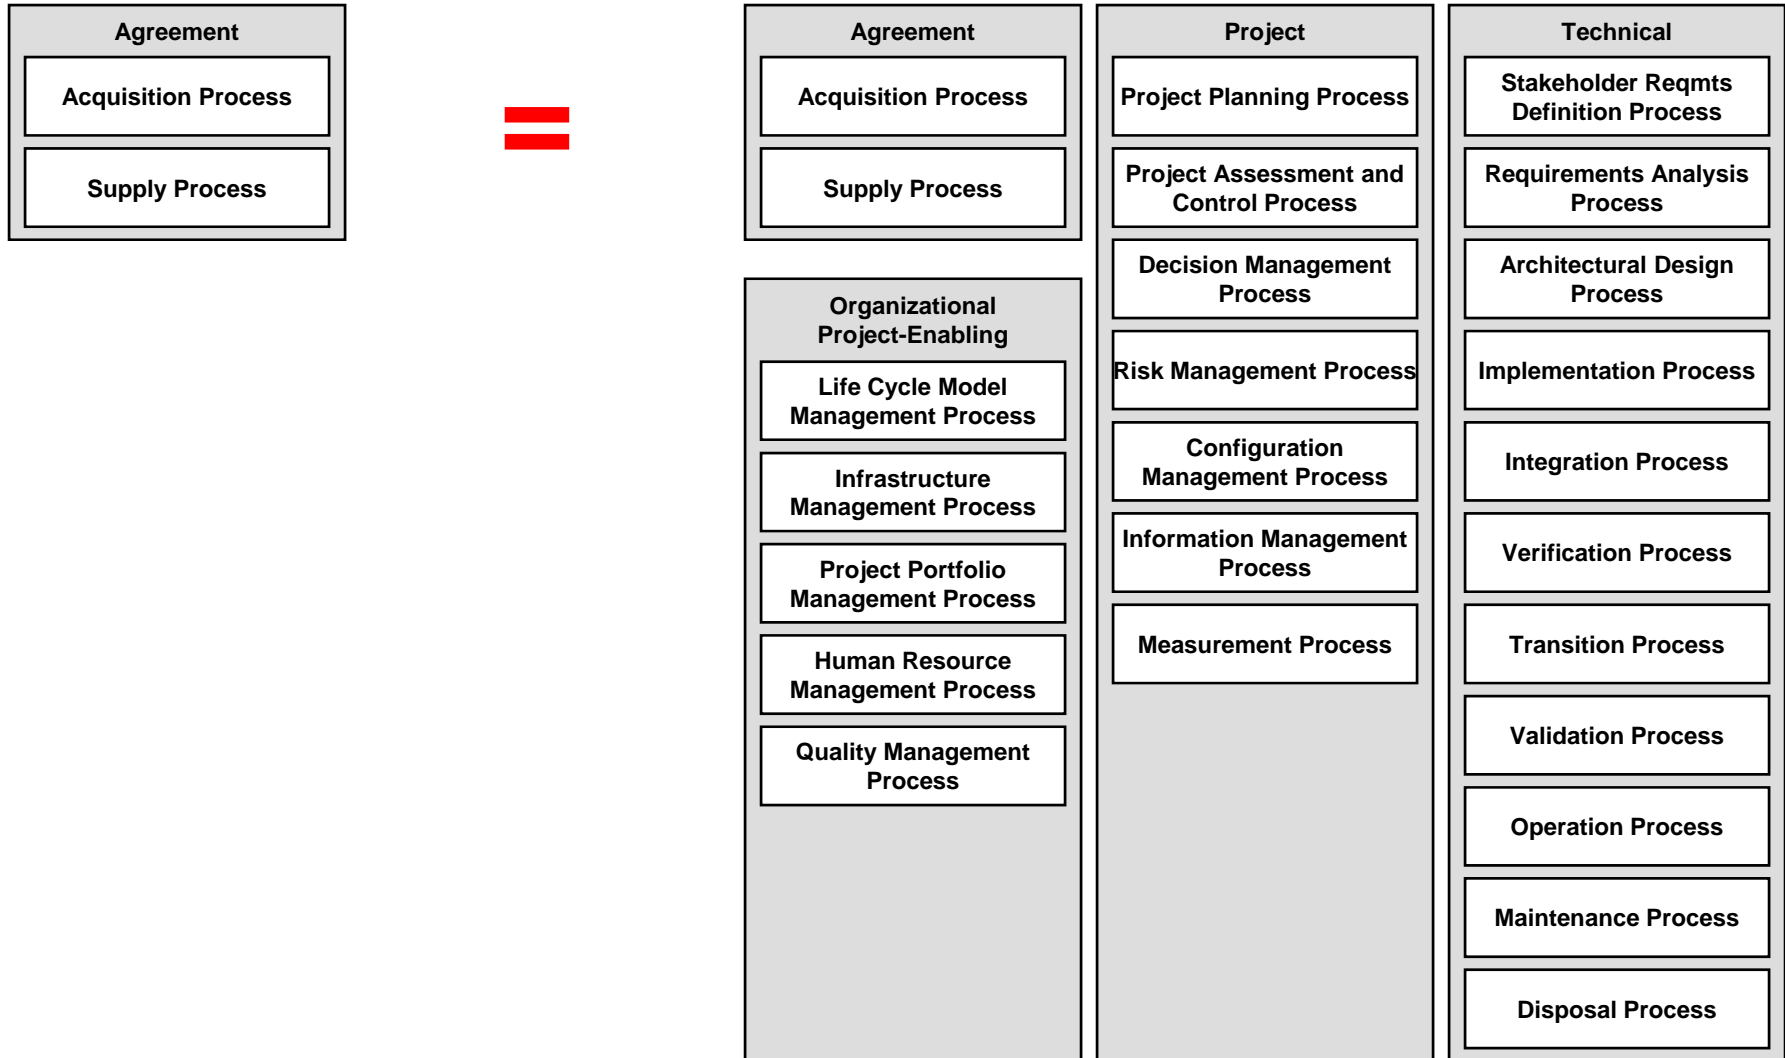 Agreement
Acquisition Process
Supply Process
Agreement
Acquisition Process
Supply Process
Organizational
Project-Enabling
Life Cycle Model
Management Process
Infrastructure
Management Process
Project Portfolio
Management Process
Human Resource
Management Process
Quality Management
Process
Project
Project Planning Process
Project Assessment and
Control Process
Decision Management
Process
Risk Management Process
Configuration
Management Process
Information Management
Process
Measurement Process
Technical
Stakeholder Reqmts
Definition Process
Requirements Analysis
Process
Architectural Design
Process
Implementation Process
Integration Process
Verification Process
Transition Process
Validation Process
Operation Process
Maintenance Process
Disposal Process